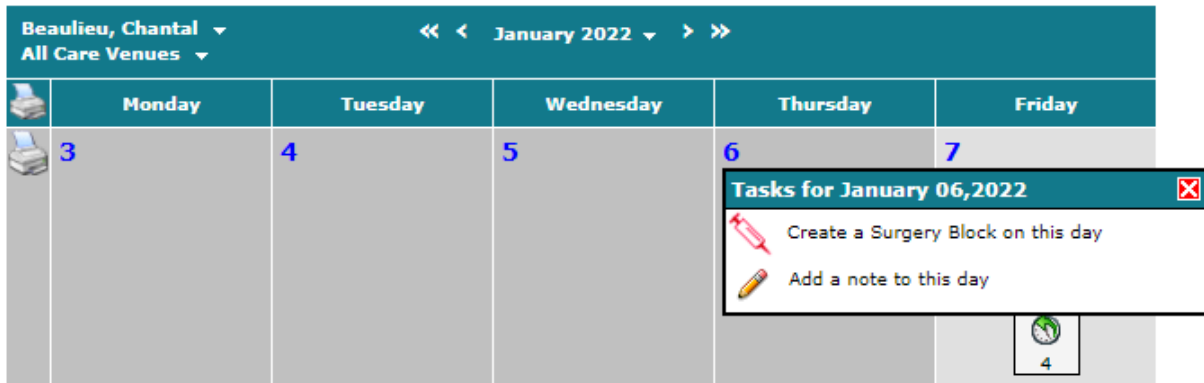 Beaulieu, Chantal
All Care Venues
« < January 2022 > »
Monday Tuesday Wednesday Thursday Friday
3 4 5 6 7
Tasks for January 06,2022
Create a Surgery Block on this day
Add a note to this day
4